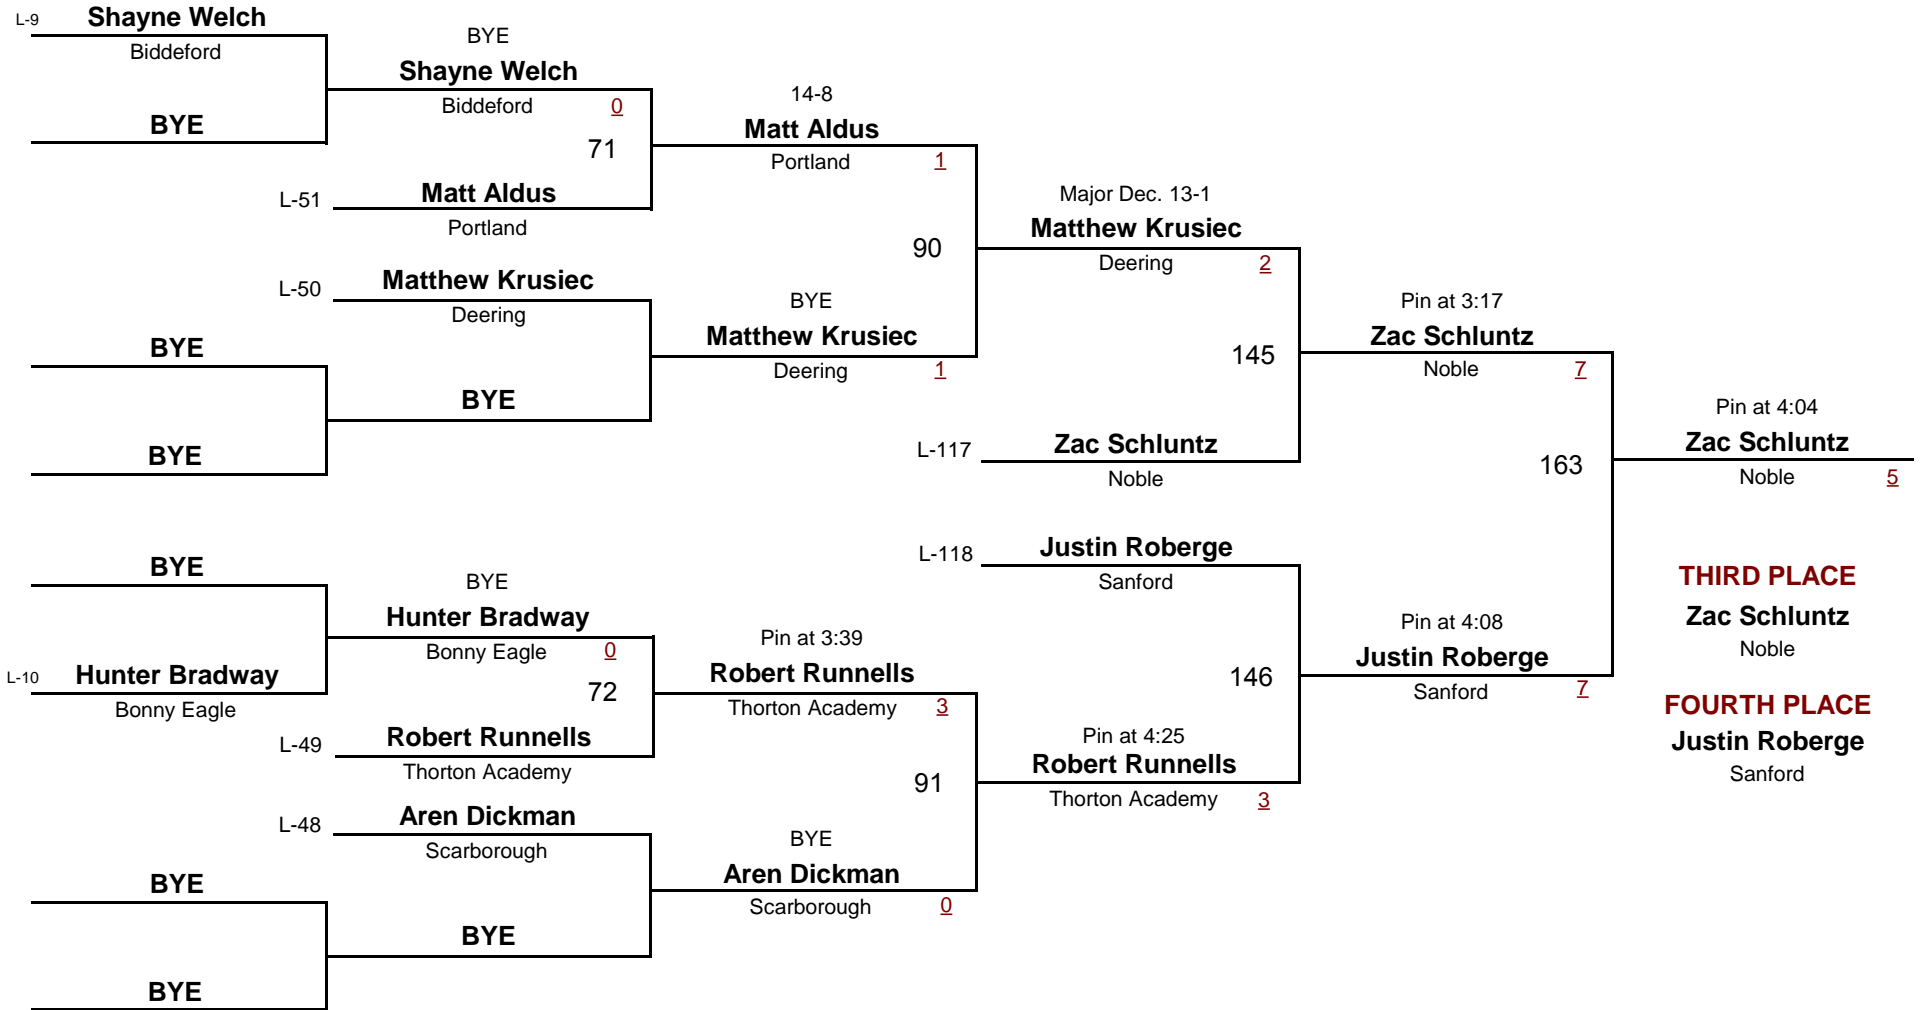 L-9 Shayne Welch
Biddeford
BYE
BYE
Shayne Welch
Biddeford 0
71
L-51 Matt Aldus
Portland
14-8
Matt Aldus
Portland 1
90
L-50 Matthew Krusiec
Deering
BYE
BYE
BYE
BYE
Matthew Krusiec
Deering 1
Major Dec. 13-1
Matthew Krusiec
Deering 2
145
L-117 Zac Schluntz
Noble
Pin at 3:17
Zac Schluntz
Noble 7
163
Pin at 4:04
Zac Schluntz
Noble 5
BYE
L-10 Hunter Bradway
Bonny Eagle
BYE
Hunter Bradway
Bonny Eagle 0
72
L-49 Robert Runnells
Thorton Academy
Pin at 3:39
Robert Runnells
Thorton Academy 3
91
L-48 Aren Dickman
Scarborough
BYE
BYE
BYE
BYE
Aren Dickman
Scarborough 0
L-118 Justin Roberge
Sanford
146
Pin at 4:25
Robert Runnells
Thorton Academy 3
Pin at 4:08
Justin Roberge
Sanford 7
THIRD PLACE
Zac Schluntz
Noble
FOURTH PLACE
Justin Roberge
Sanford